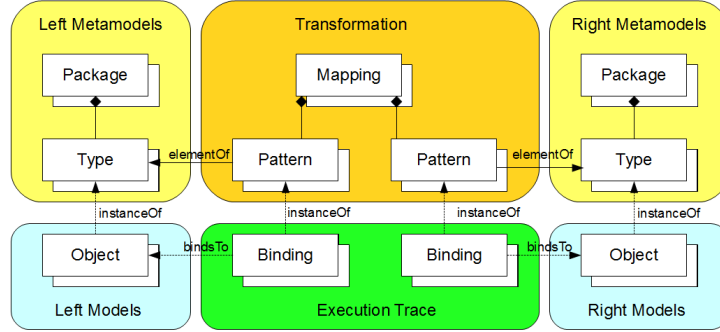 Left Metamodels
Transformation
Right Metamodels
Package
Mapping
Package
Type
elementOf
Pattern
Pattern
elementOf
Type
instanceOf
instanceOf
instanceOf
instanceOf
Object
bindsTo
Binding
Binding
bindsTo
Object
Left Models
Execution Trace
Right Models